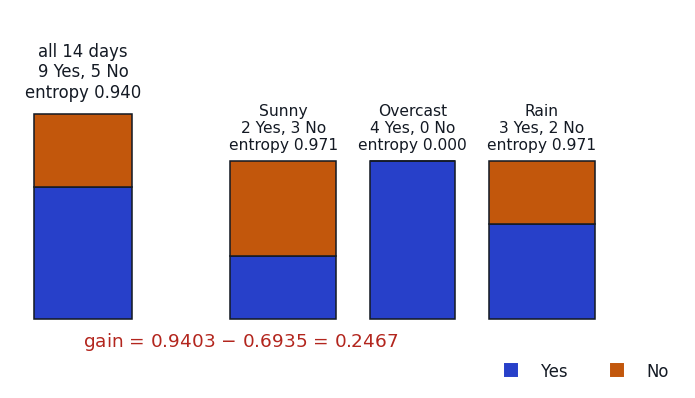 all 14 days
9 Yes, 5 No
entropy 0.940
Sunny
2 Yes, 3 No
entropy 0.971
Overcast
4 Yes, 0 No
entropy 0.000
Rain
3 Yes, 2 No
entropy 0.971
gain = 0.9403 − 0.6935 = 0.2467
Yes
No